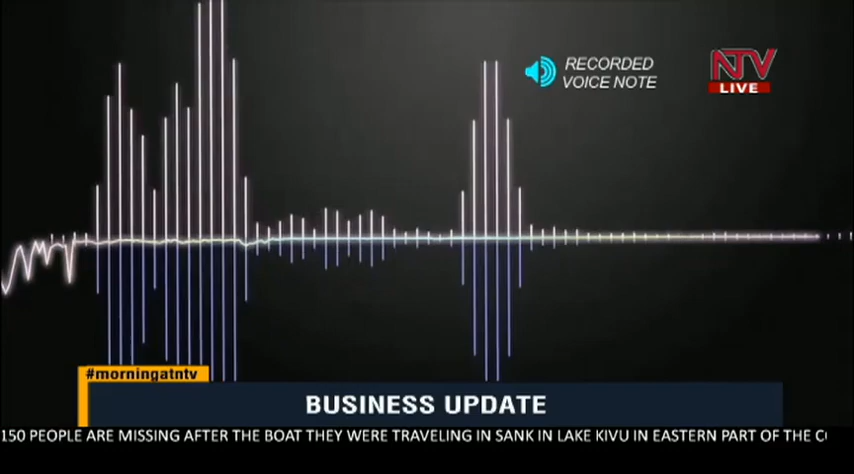 RECORDED
VOICE NOTE
NTV
LIVE
#morningatntv
BUSINESS UPDATE
150 PEOPLE ARE MISSING AFTER THE BOAT THEY WERE TRAVELING IN SANK IN LAKE KIVU IN EASTERN PART OF THE